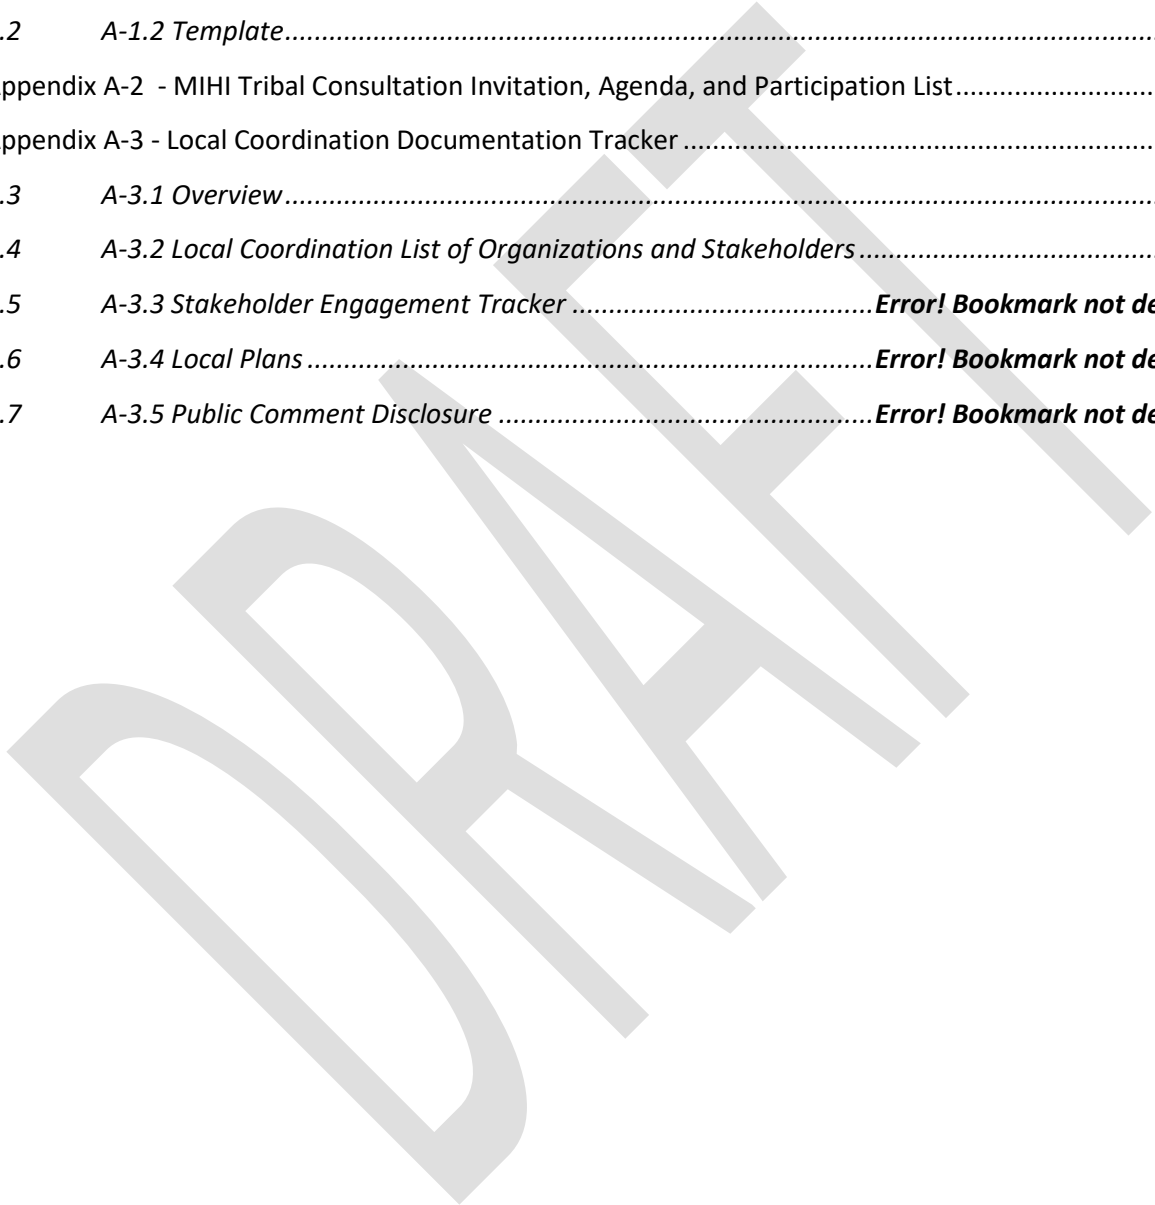 .2 A-1.2 Template
ppendix A-2 - MIHI Tribal Consultation Invitation, Agenda, and Participation List
ppendix A-3 - Local Coordination Documentation Tracker
.3 A-3.1 Overview
.4 A-3.2 Local Coordination List of Organizations and Stakeholders
.5 A-3.3 Stakeholder Engagement Tracker Error! Bookmark not de
.6 A-3.4 Local Plans Error! Bookmark not de
.7 A-3.5 Public Comment Disclosure Error! Bookmark not de
DRAFT